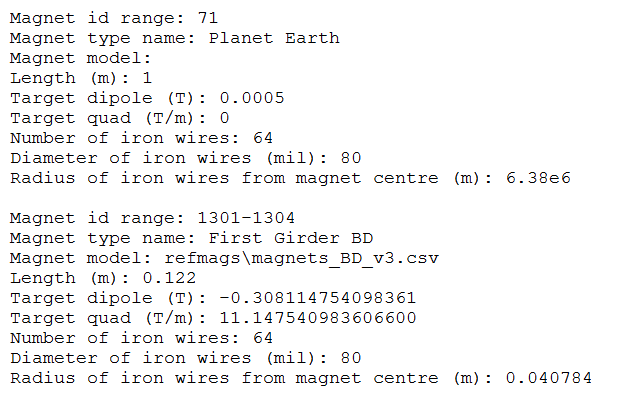 Magnet id range: 71
Magnet type name: Planet Earth
Magnet model:
Length (m): 1
Target dipole (T): 0.0005
Target quad (T/m): 0
Number of iron wires: 64
Diameter of iron wires (mil): 80
Radius of iron wires from magnet centre (m): 6.38e6

Magnet id range: 1301-1304
Magnet type name: First Girder BD
Magnet model: refmags\magnets_BD_v3.csv
Length (m): 0.122
Target dipole (T): -0.308114754098361
Target quad (T/m): 11.147540983606600
Number of iron wires: 64
Diameter of iron wires (mil): 80
Radius of iron wires from magnet centre (m): 0.040784